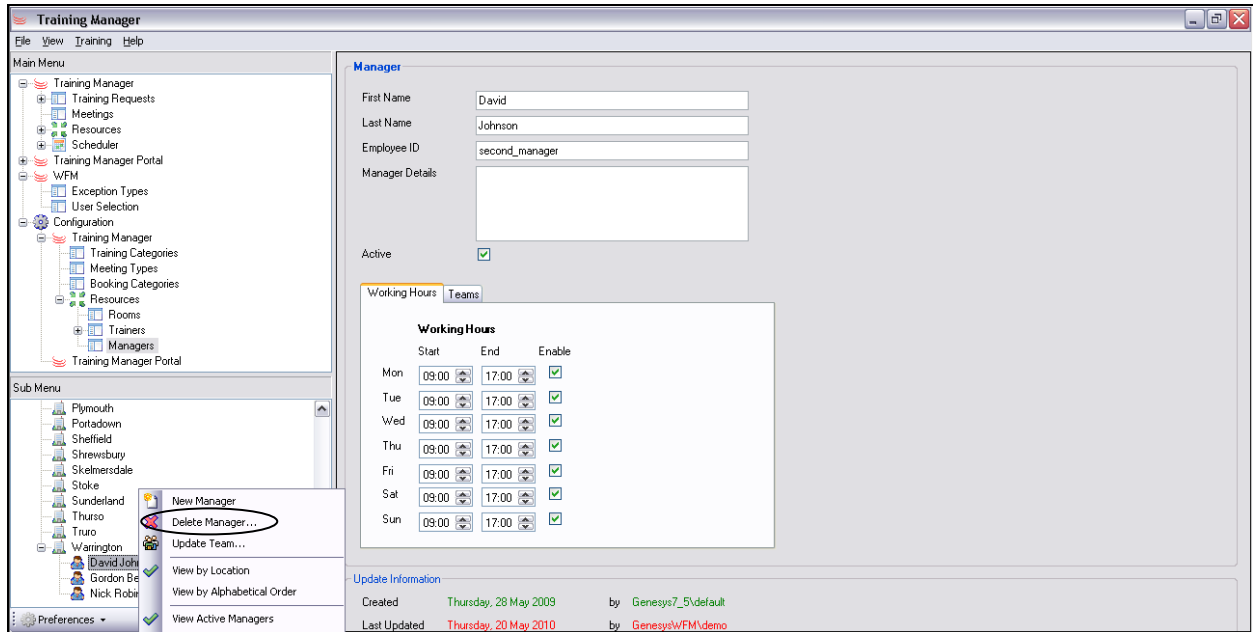 Training Manager
File View Training Help
Main Menu
Training Manager
Training Requests
Meetings
Resources
Scheduler
Training Manager Portal
WFM
Exception Types
User Selection
Configuration
Training Manager
Training Categories
Meeting Types
Booking Categories
Resources
Rooms
Trainers
Managers
Training Manager Portal
Sub Menu
Plymouth
Portadown
Sheffield
Shrewsbury
Skelmersdale
Stoke
Sunderland
Thurso
Truro
Warrington
David John
Gordon Be
Nick Robin
Preferences
New Manager
Delete Manager...
Update Team...
View by Location
View by Alphabetical Order
View Active Managers
Manager
First Name David
Last Name Johnson
Employee ID second_manager
Manager Details
Active
Working Hours Teams
Working Hours
Start End Enable
Mon 09:00 17:00
Tue 09:00 17:00
Wed 09:00 17:00
Thu 09:00 17:00
Fri 09:00 17:00
Sat 09:00 17:00
Sun 09:00 17:00
Update Information
Created Thursday, 28 May 2009 by Genesys7_5\default
Last Updated Thursday, 20 May 2010 by GenesysWFM\demo